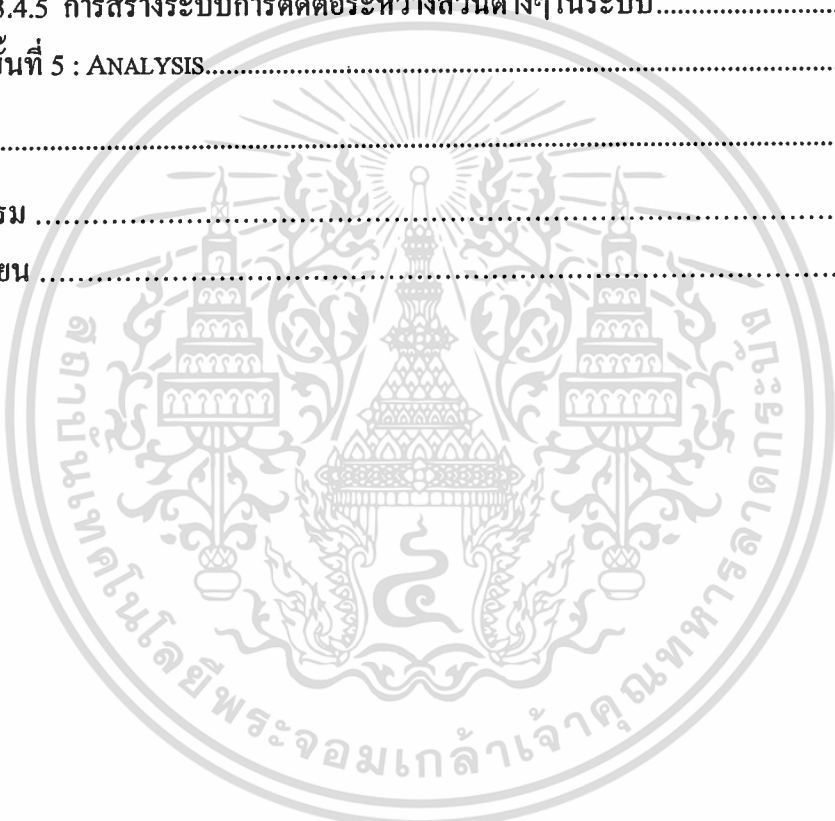 3.4.5 การสร้างระบบการติดต่อระหว่างส่วนต่างๆในระบบ..............................
ขั้นที่ 5 : ANALYSIS..............................................................................................................
....................................................................................................................................
รม ..............................................................................................................................
ยน ..............................................................................................................................
สถาบันเทคโนโลยีพระจอมเกล้าเจ้าคุณทหารลาดกระบัง